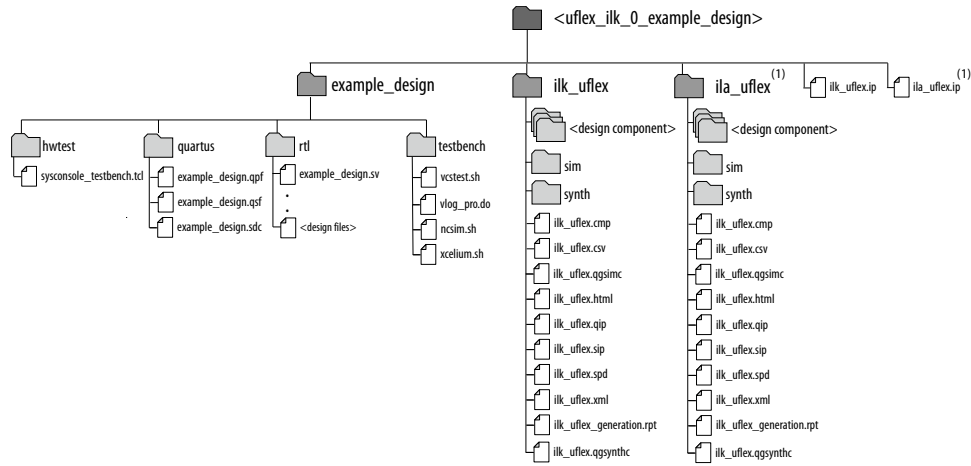 <uflex_ilk_0_example_design>
example_design
ilk_uflex
ila_uflex (1)
ilk_uflex.ip
ila_uflex.ip (1)
hwtest
sysconsole_testbench.tcl
quartus
example_design.qpf
example_design.qsf
example_design.sdc
rtl
example_design.sv
.
.
<design files>
testbench
vcstest.sh
vlog_pro.do
ncsim.sh
xcelium.sh
<design component>
sim
synth
ilk_uflex.cmp
ilk_uflex.csv
ilk_uflex.qgsimc
ilk_uflex.html
ilk_uflex.qip
ilk_uflex.sip
ilk_uflex.spd
ilk_uflex.xml
ilk_uflex_generation.rpt
ilk_uflex.qgsynthc
<design component>
sim
synth
ilk_uflex.cmp
ilk_uflex.csv
ilk_uflex.qgsimc
ilk_uflex.html
ilk_uflex.qip
ilk_uflex.sip
ilk_uflex.spd
ilk_uflex.xml
ilk_uflex_generation.rpt
ilk_uflex.qgsynthc